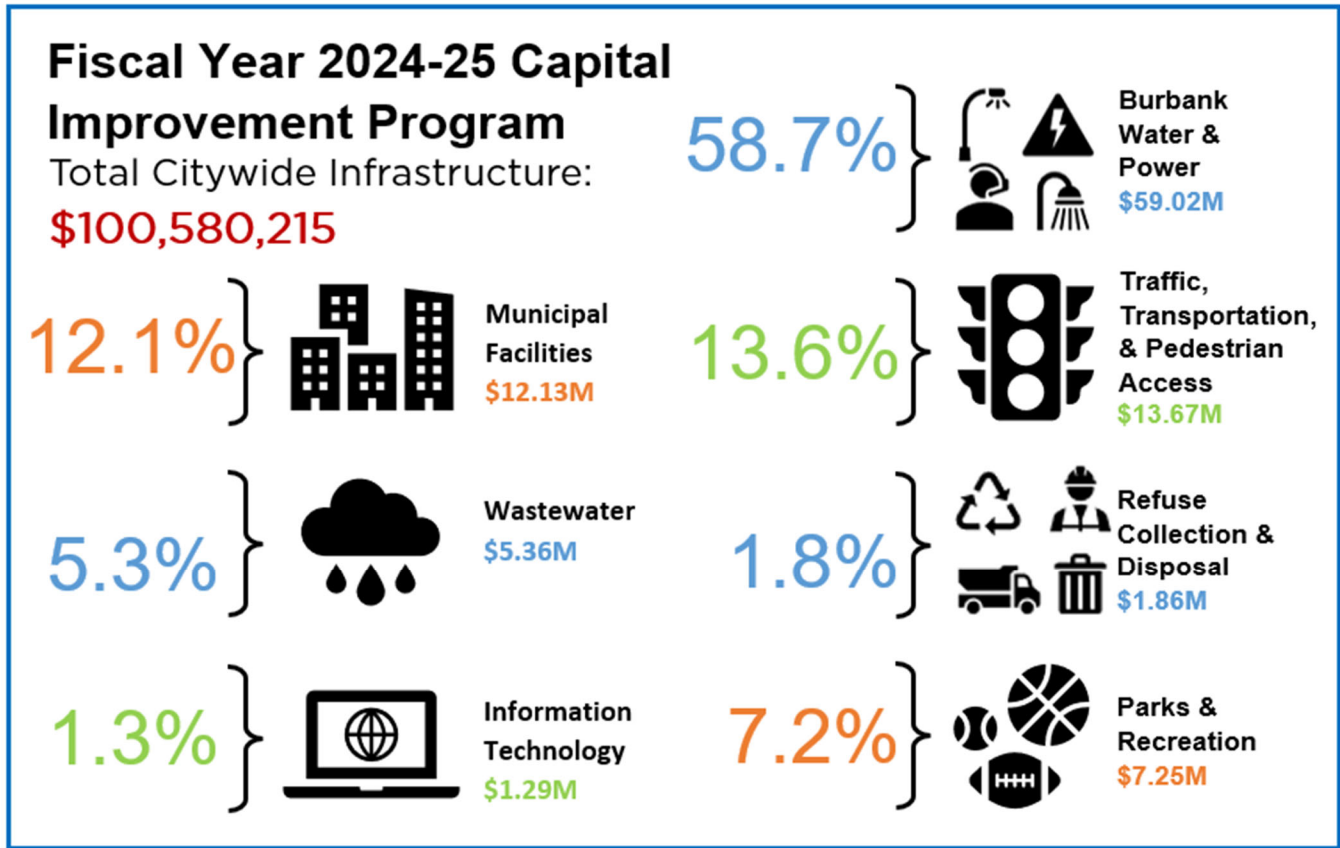 Fiscal Year 2024-25 Capital
Improvement Program
Total Citywide Infrastructure:
$100,580,215
58.7%
Burbank
Water &
Power
$59.02M
12.1%
Municipal
Facilities
$12.13M
13.6%
Traffic,
Transportation,
& Pedestrian
Access
$13.67M
5.3%
Wastewater
$5.36M
1.8%
Refuse
Collection &
Disposal
$1.86M
1.3%
Information
Technology
$1.29M
7.2%
Parks &
Recreation
$7.25M